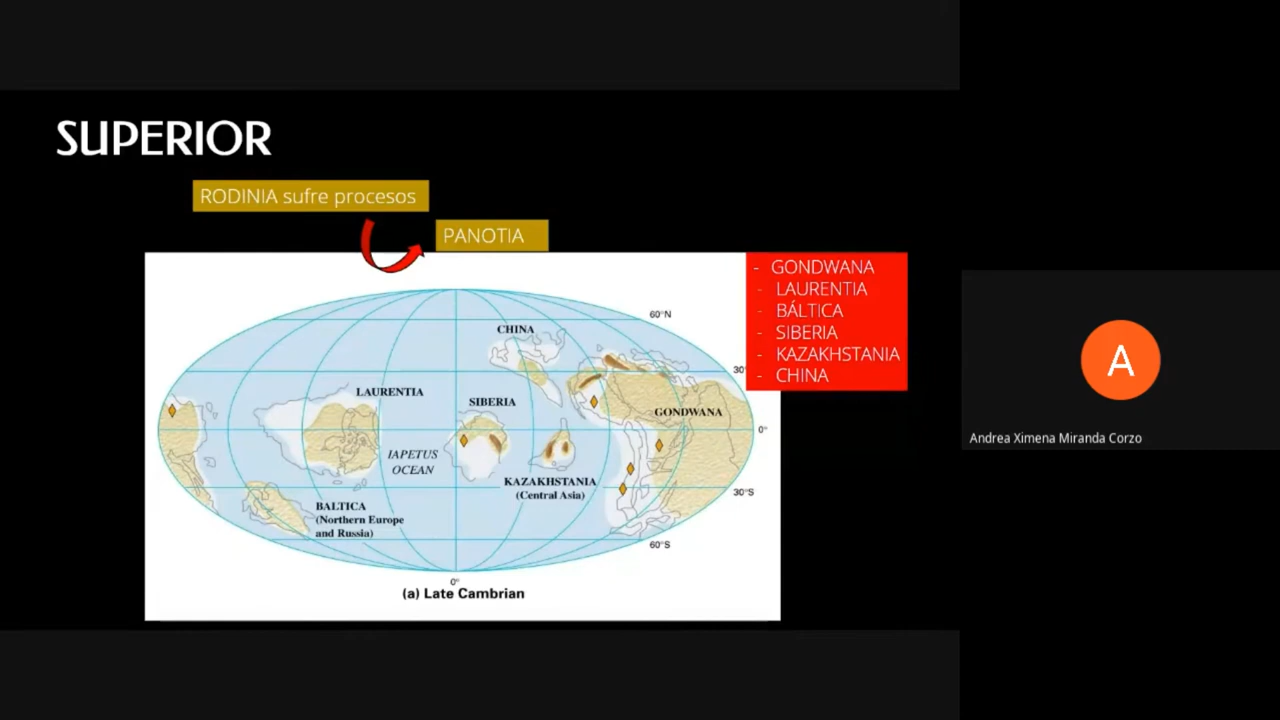 SUPERIOR
RODINIA sufre procesos
PANOTIA
- GONDWANA
- LAURENTIA
- BÁLTICA
- SIBERIA
- KAZAKHSTANIA
- CHINA
60°N
CHINA
30°
LAURENTIA
SIBERIA
GONDWANA
0°
IAPETUS
OCEAN
KAZAKHSTANIA
(Central Asia)
30°S
BALTICA
(Northern Europe
and Russia)
60°S
0°
(a) Late Cambrian
A
Andrea Ximena Miranda Corzo